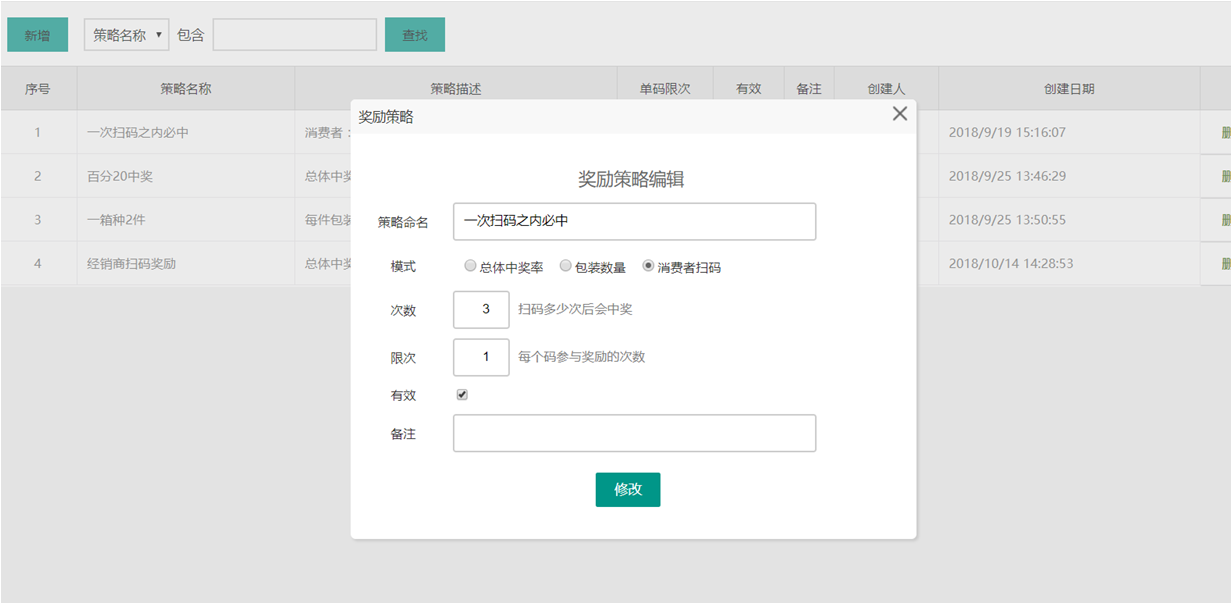 新增 策略名称 包含 查找
序号 策略名称 策略描述 单码限次 有效 备注 创建人 创建日期
奖励策略
1 一次扫码之内必中 消费者： 2018/9/19 15:16:07 删
2 百分20中奖 总体中奖 2018/9/25 13:46:29 删
3 一箱种2件 每件包装 2018/9/25 13:50:55 删
4 经销商扫码奖励 总体中奖 2018/10/14 14:28:53 删
奖励策略编辑
策略命名 一次扫码之内必中
模式 总体中奖率 包装数量 消费者扫码
次数 3 扫码多少次后会中奖
限次 1 每个码参与奖励的次数
有效
备注
修改